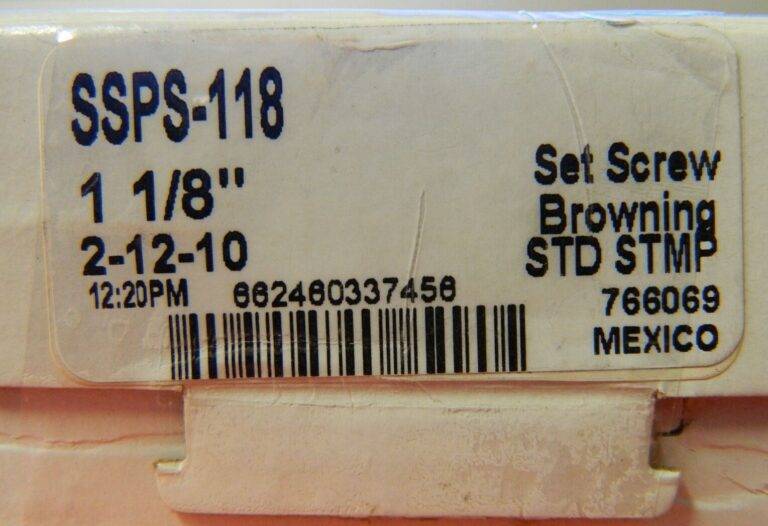 SSPS-118
1 1/8"
2-12-10
12:20PM 662460337456
Set Screw
Browning
STD STMP
766069
MEXICO